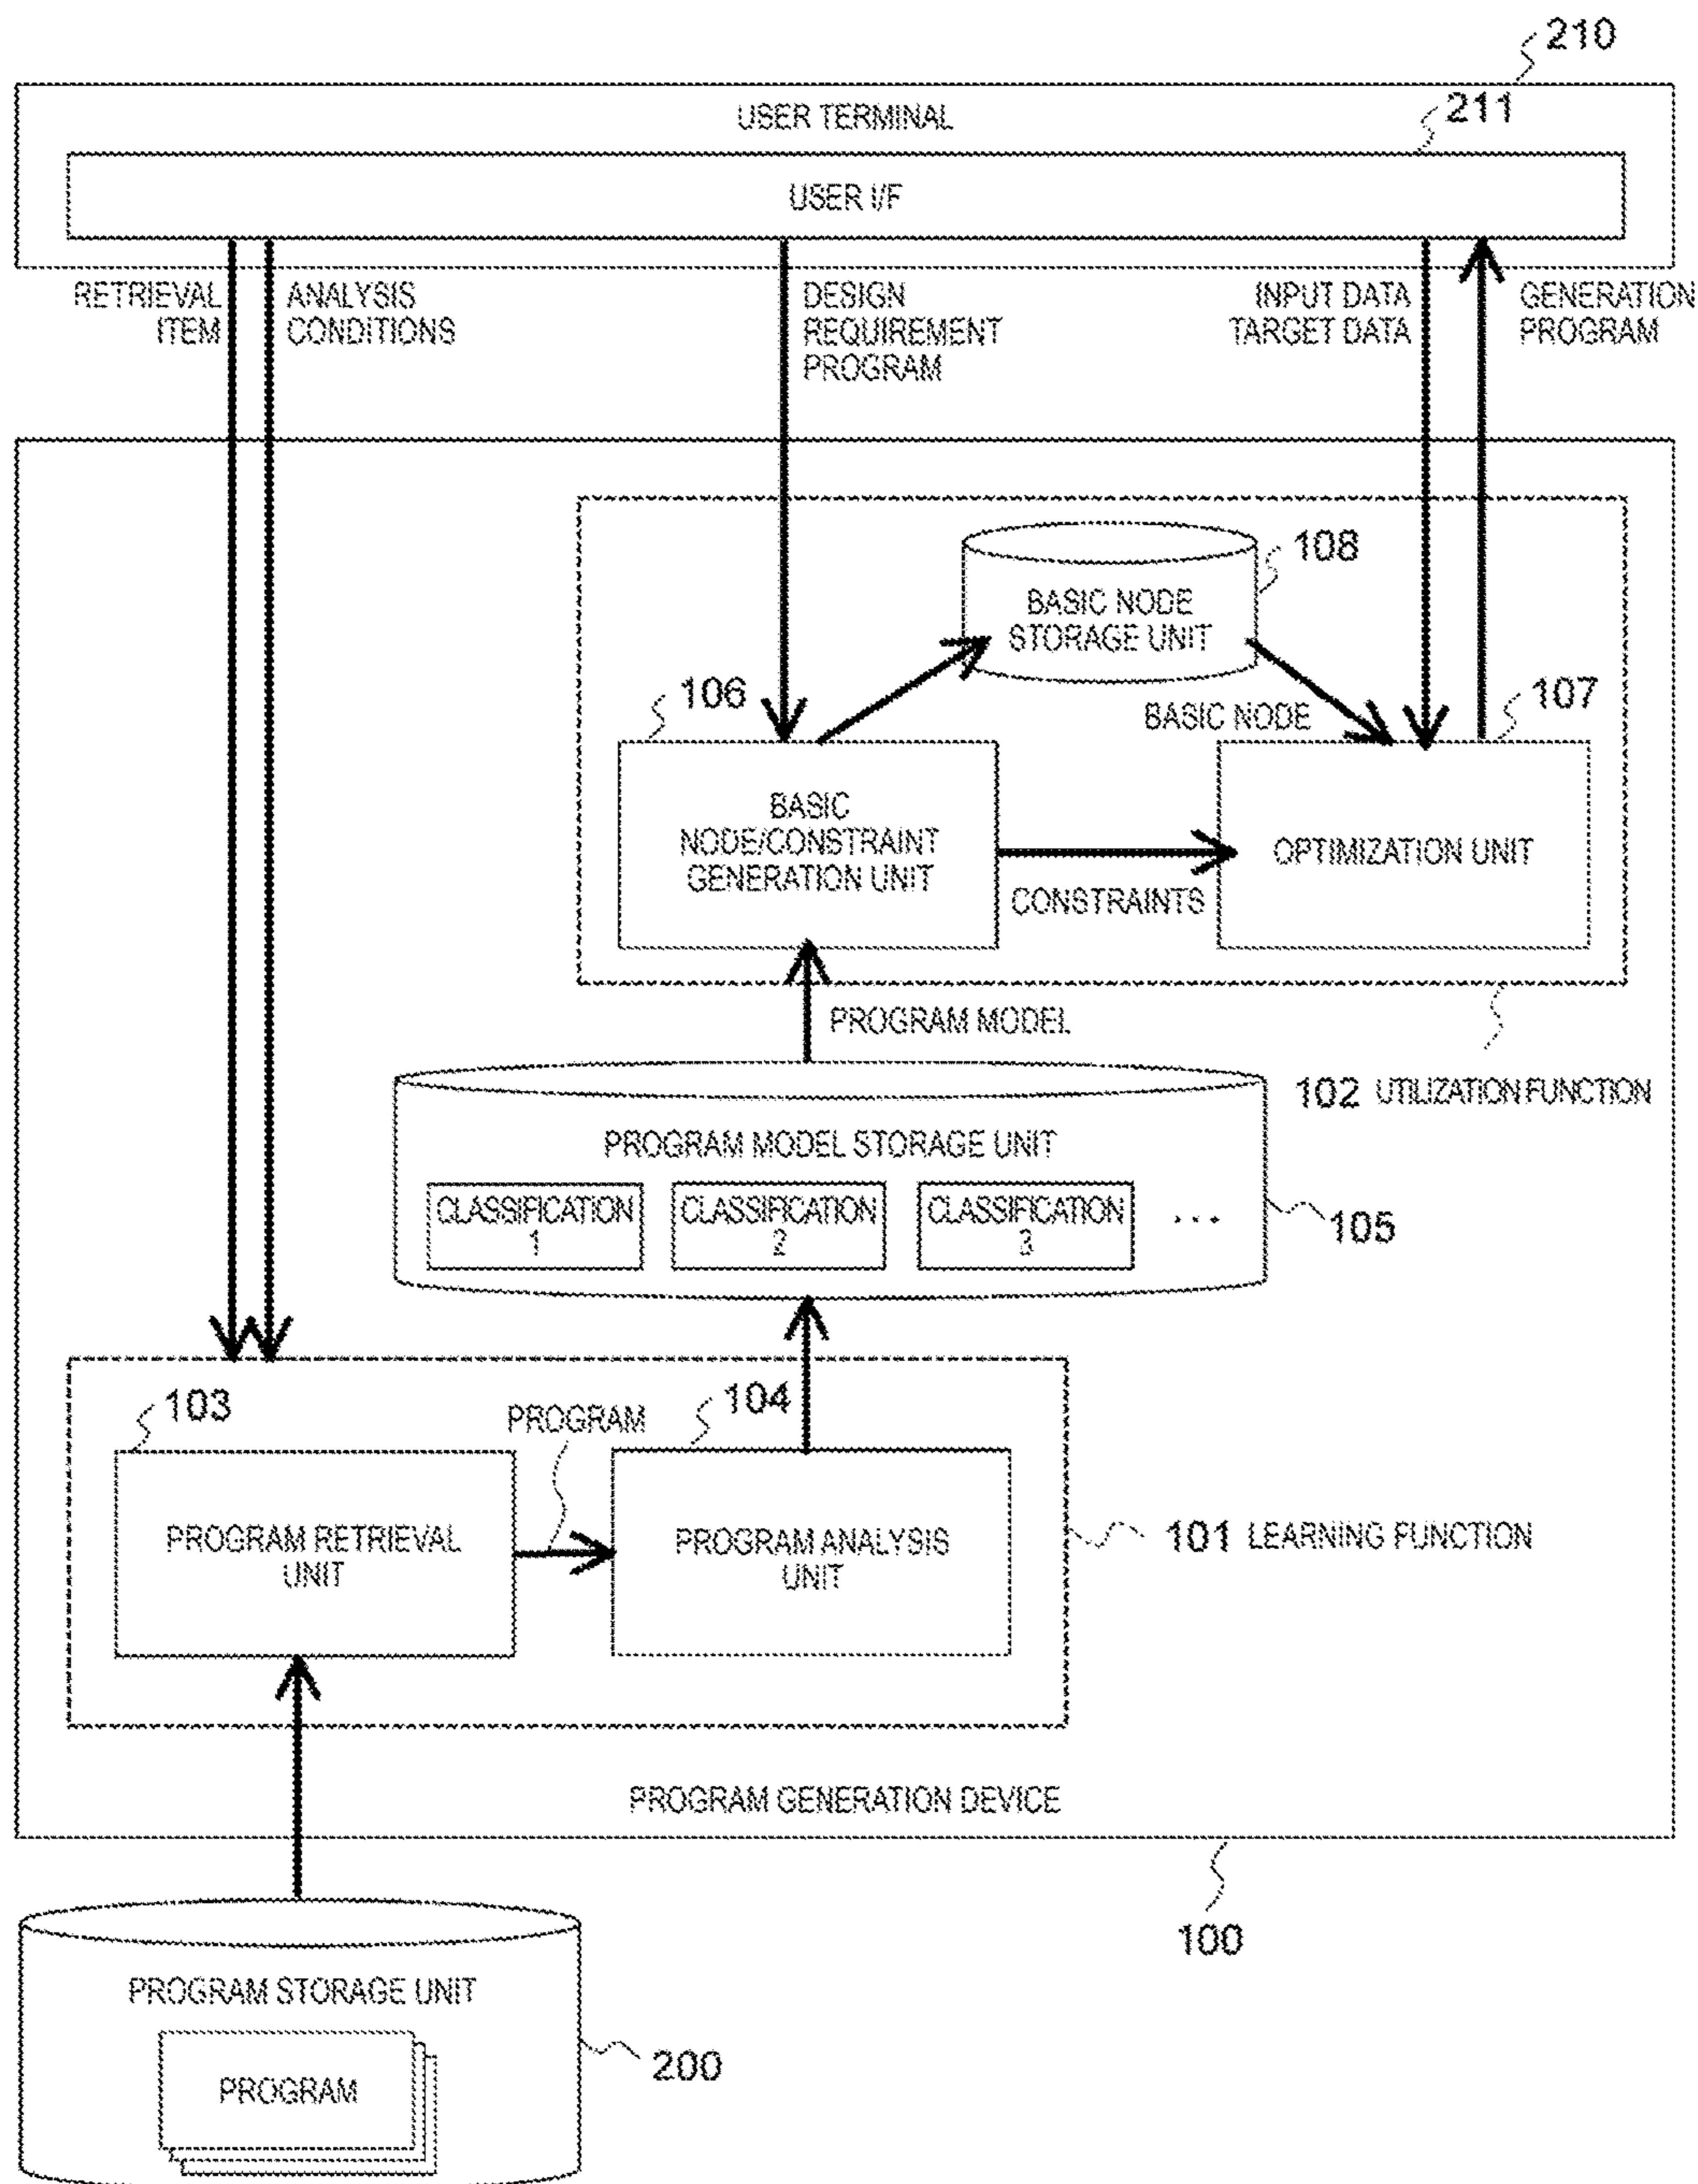 210
USER TERMINAL
211
USER I/F
RETRIEVAL
ITEM
ANALYSIS
CONDITIONS
DESIGN
REQUIREMENT
PROGRAM
INPUT DATA
TARGET DATA
GENERATION
PROGRAM
108
BASIC NODE
STORAGE UNIT
106
BASIC NODE
107
BASIC
NODE/CONSTRAINT
GENERATION UNIT
CONSTRAINTS
OPTIMIZATION UNIT
PROGRAM MODEL
102 UTILIZATION FUNCTION
PROGRAM MODEL STORAGE UNIT
CLASSIFICATION
1
CLASSIFICATION
2
CLASSIFICATION
3
...
105
103
PROGRAM
104
PROGRAM RETRIEVAL
UNIT
PROGRAM ANALYSIS
UNIT
101 LEARNING FUNCTION
PROGRAM GENERATION DEVICE
100
PROGRAM STORAGE UNIT
PROGRAM
200